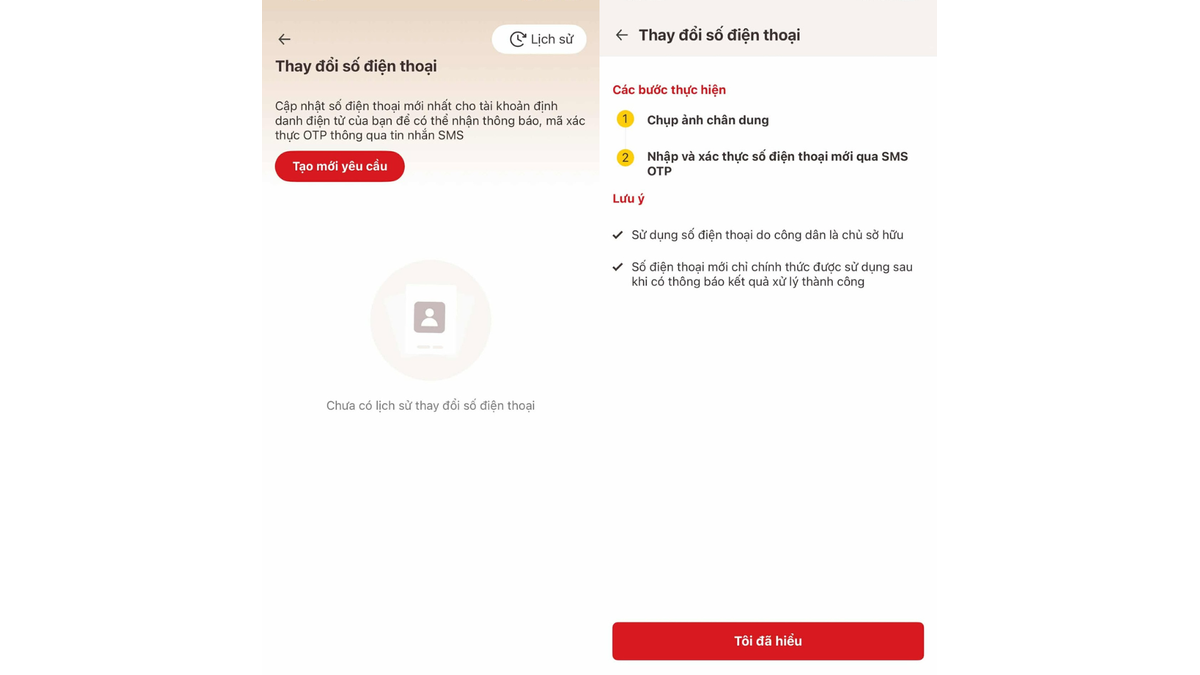 Lịch sử
Thay đổi số điện thoại
Cập nhật số điện thoại mới nhất cho tài khoản định
danh điện tử của bạn để có thể nhận thông báo, mã xác
thực OTP thông qua tin nhắn SMS
Tạo mới yêu cầu
Chưa có lịch sử thay đổi số điện thoại
Thay đổi số điện thoại
Các bước thực hiện
1 Chụp ảnh chân dung
2 Nhập và xác thực số điện thoại mới qua SMS
OTP
Lưu ý
Sử dụng số điện thoại do công dân là chủ sở hữu
Số điện thoại mới chỉ chính thức được sử dụng sau
khi có thông báo kết quả xử lý thành công
Tôi đã hiểu